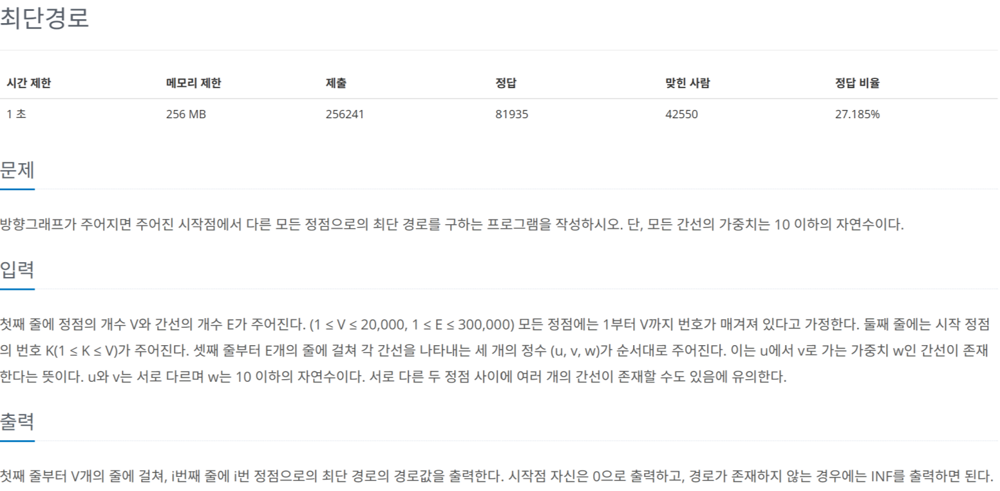 최단경로
시간 제한 메모리 제한 제출 정답 맞힌 사람 정답 비율
1 초 256 MB 256241 81935 42550 27.185%
문제
방향그래프가 주어지면 주어진 시작점에서 다른 모든 정점으로의 최단 경로를 구하는 프로그램을 작성하시오. 단, 모든 간선의 가중치는 10 이하의 자연수이다.
입력
첫째 줄에 정점의 개수 V와 간선의 개수 E가 주어진다. (1 ≤ V ≤ 20,000, 1 ≤ E ≤ 300,000) 모든 정점에는 1부터 V까지 번호가 매겨져 있다고 가정한다. 둘째 줄에는 시작 정점
의 번호 K(1 ≤ K ≤ V)가 주어진다. 셋째 줄부터 E개의 줄에 걸쳐 각 간선을 나타내는 세 개의 정수 (u, v, w)가 순서대로 주어진다. 이는 u에서 v로 가는 가중치 w인 간선이 존재
한다는 뜻이다. u와 v는 서로 다르며 w는 10 이하의 자연수이다. 서로 다른 두 정점 사이에 여러 개의 간선이 존재할 수도 있음에 유의한다.
출력
첫째 줄부터 V개의 줄에 걸쳐, i번째 줄에 i번 정점으로의 최단 경로의 경로값을 출력한다. 시작점 자신은 0으로 출력하고, 경로가 존재하지 않는 경우에는 INF를 출력하면 된다.